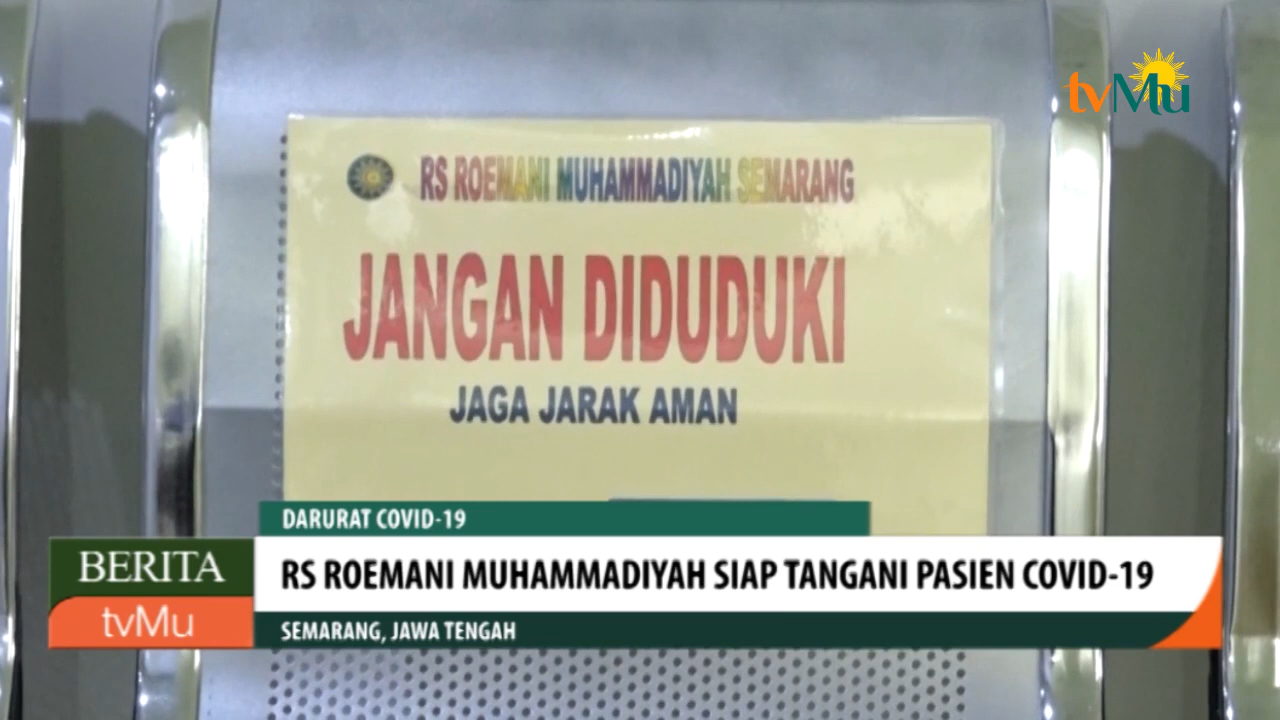 tvMu
RS ROEMANI MUHAMMADIYAH SEMARANG
JANGAN DIDUDUKI
JAGA JARAK AMAN
DARURAT COVID-19
BERITA
tvMu
RS ROEMANI MUHAMMADIYAH SIAP TANGANI PASIEN COVID-19
SEMARANG, JAWA TENGAH